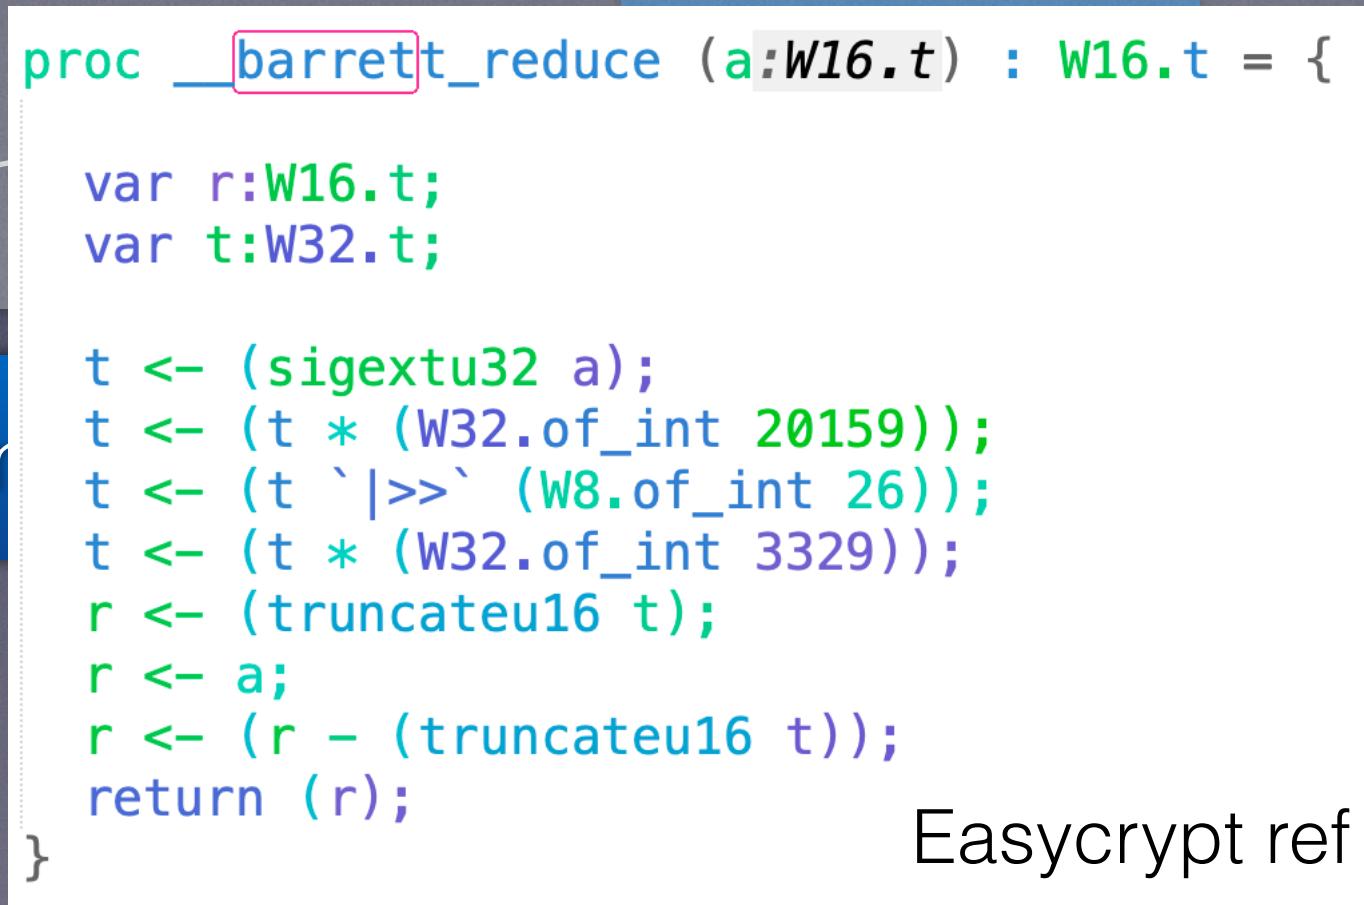 proc __barrett_reduce (a:W16.t) : W16.t = {
var r:W16.t;
var t:W32.t;
t <- (sigextu32 a);
t <- (t * (W32.of_int 20159));
t <- (t `|>>` (W8.of_int 26));
t <- (t * (W32.of_int 3329));
r <- (truncateu16 t);
r <- a;
r <- (r - (truncateu16 t));
return (r);
}
Easycrypt ref